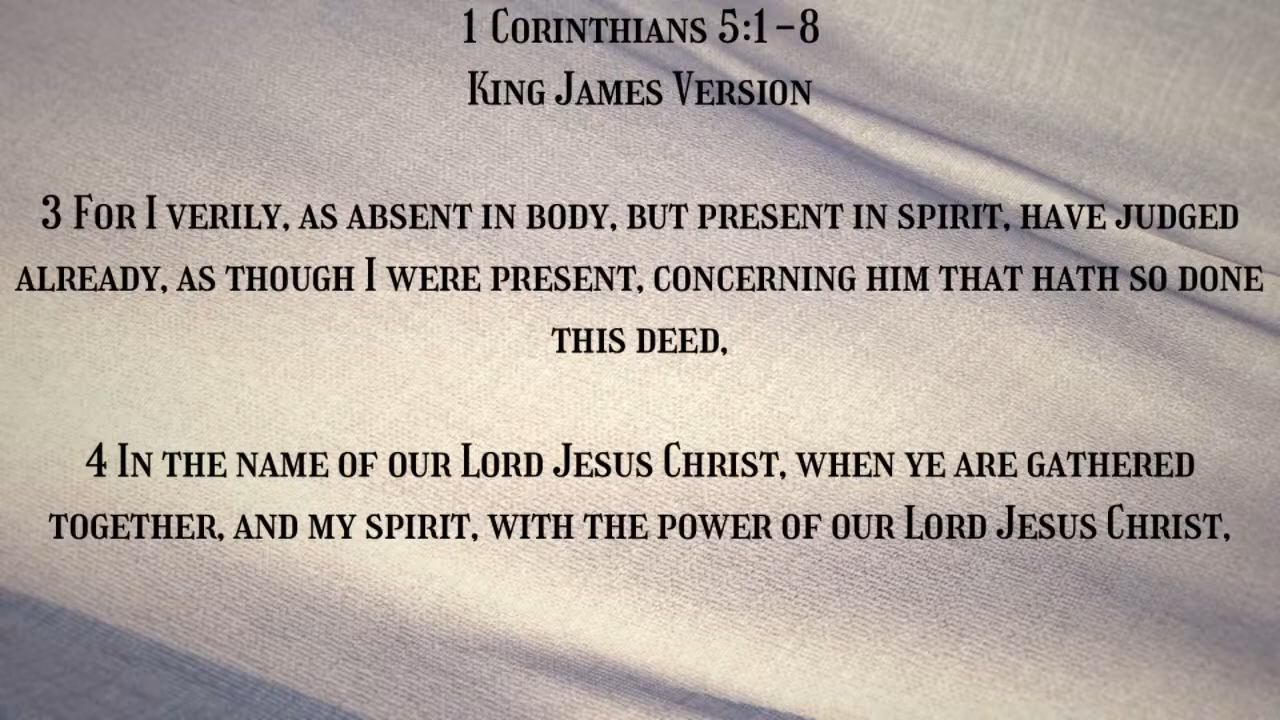 1 Corinthians 5:1-8
King James Version
3 For I verily, as absent in body, but present in spirit, have judged
already, as though I were present, concerning him that hath so done
this deed,
4 In the name of our Lord Jesus Christ, when ye are gathered
together, and my spirit, with the power of our Lord Jesus Christ,